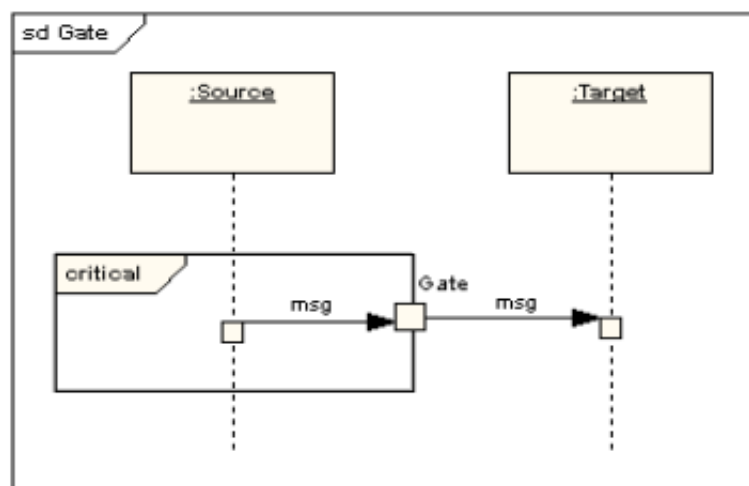 sd Gate
:Source
:Target
critical
Gate
msg
msg